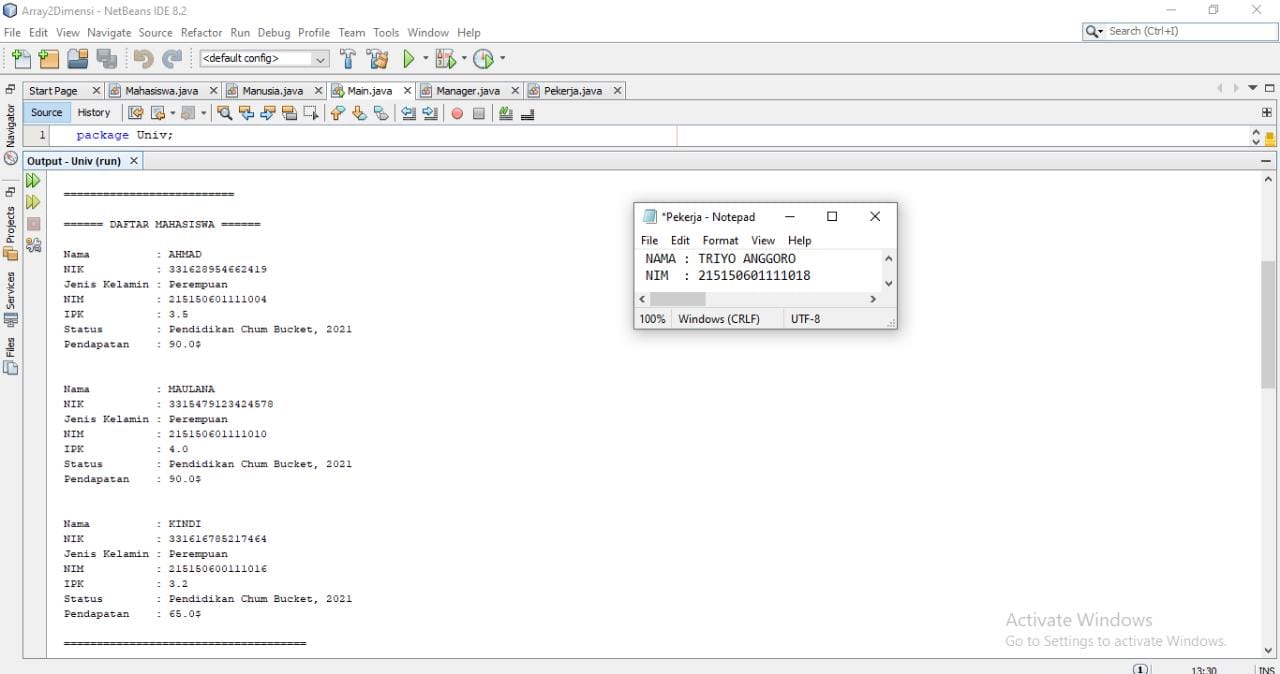 Array2Dimensi - NetBeans IDE 8.2
File Edit View Navigate Source Refactor Run Debug Profile Team Tools Window Help
Search (Ctrl+I)
<default config>
Start Page Mahasiswa.java Manusia.java Main.java Manager.java Pekerja.java
Source History
1 package Univ;
Output - Univ (run)
Navigator
Projects
Services
Files
===========================
====== DAFTAR MAHASISWA ======
Nama : AHMAD
NIK : 331628954662419
Jenis Kelamin : Perempuan
NIM : 215150601111004
IPK : 3.5
Status : Pendidikan Chum Bucket, 2021
Pendapatan : 90.0$
Nama : MAULANA
NIK : 3315479123424578
Jenis Kelamin : Perempuan
NIM : 215150601111010
IPK : 4.0
Status : Pendidikan Chum Bucket, 2021
Pendapatan : 90.0$
Nama : KINDI
NIK : 331616785217464
Jenis Kelamin : Perempuan
NIM : 215150600111016
IPK : 3.2
Status : Pendidikan Chum Bucket, 2021
Pendapatan : 65.0$
======================================
*Pekerja - Notepad
File Edit Format View Help
NAMA : TRIYO ANGGORO
NIM : 215150601111018
100% Windows (CRLF) UTF-8
Activate Windows
Go to Settings to activate Windows.
1 13:30 INS